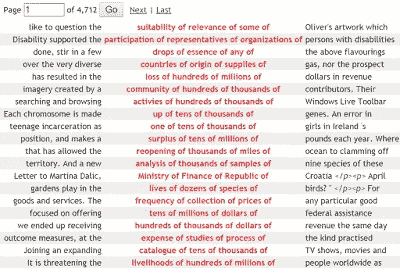 Page 1 of 4,712 Go Next | Last
like to question the suitability of relevance of some of Oliver's artwork which
Disability supported the participation of representatives of organizations of persons with disabilities
done, stir in a few drops of essence of any of the above flavourings
over the very diverse countries of origin of supplies of gas, nor the prospect
has resulted in the loss of hundreds of millions of dollars in revenue
imagery created by a community of hundreds of thousands of contributors. Their
searching and browsing activies of hundreds of thousands of Windows Live Toolbar
Each chromosome is made up of tens of thousands of genes. An error in
teenage incarceration as one of tens of thousands of girls in Ireland 's
position, and makes a surplus of tens of millions of pounds each year. Where
that has allowed the reopening of thousands of miles of ocean to clamming off
territory. And a new analysis of thousands of samples of nine species of these
Letter to Martina Dalic, Ministry of Finance of Republic of Croatia </p><p> April
gardens play in the lives of dozens of species of birds? " </p><p> For
goods and services. The frequency of collection of prices of any particular good
focused on offering tens of millions of dollars of federal assistance
we ended up receiving hundreds of thousands of dollars of revenue the same day
outcome measures, at the expense of studies of process of the kind practised
Joining an expanding catalogue of tens of thousands of TV shows, movies and
It is threatening the livelihoods of hundreds of millions of people worldwide as